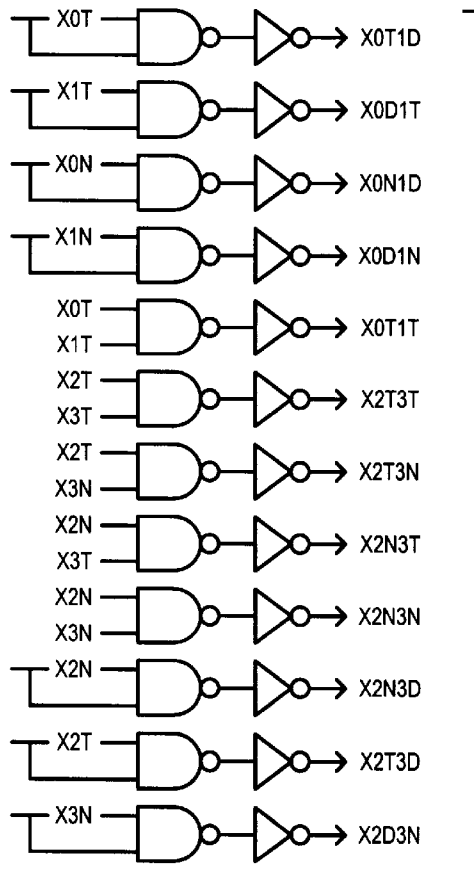 X0T X0T1D
X1T X0D1T
X0N X0N1D
X1N X0D1N
X0T
X0T1T
X1T
X2T
X2T3T
X3T
X2T
X2T3N
X3N
X2N
X2N3T
X3T
X2N
X2N3N
X3N
X2N X2N3D
X2T X2T3D
X3N X2D3N